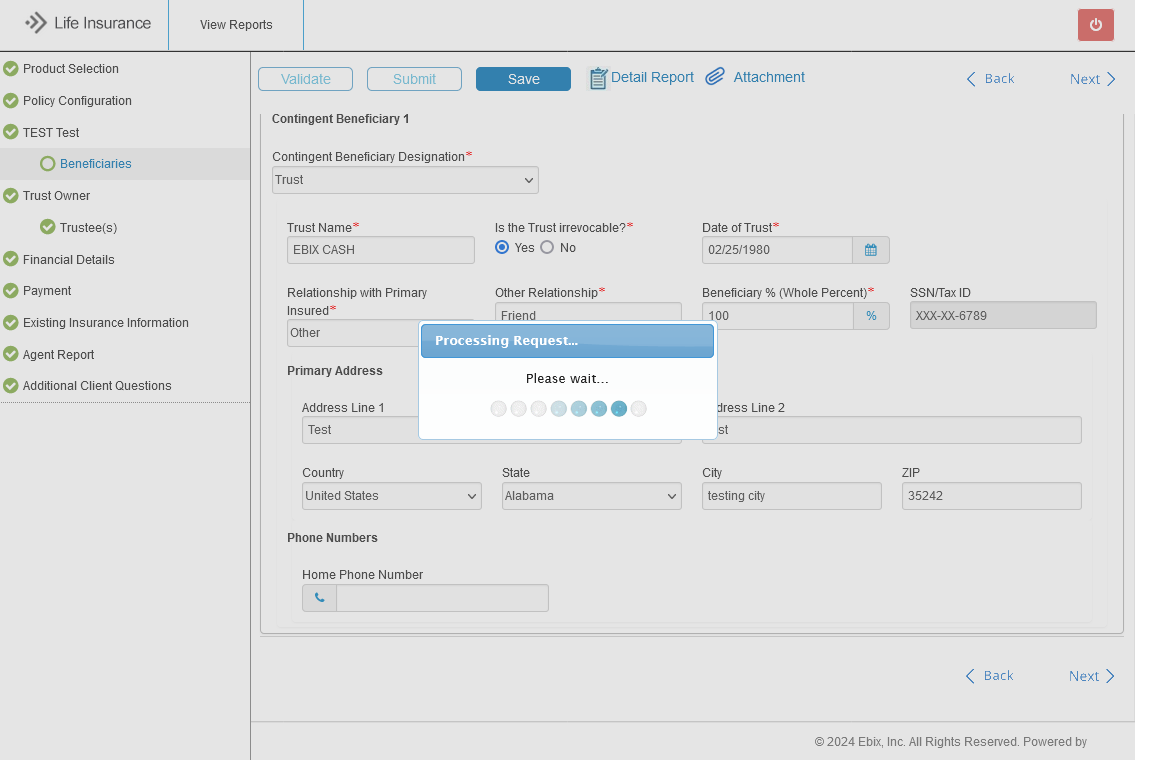 Life Insurance
View Reports
Product Selection
Policy Configuration
TEST Test
Beneficiaries
Trust Owner
Trustee(s)
Financial Details
Payment
Existing Insurance Information
Agent Report
Additional Client Questions
Validate
Submit
Save
Detail Report
Attachment
Back
Next
Contingent Beneficiary 1
Contingent Beneficiary Designation*
Trust
Trust Name*
Is the Trust irrevocable?*
Date of Trust*
EBIX CASH
Yes
No
02/25/1980
Relationship with Primary
Insured*
Other Relationship*
Beneficiary % (Whole Percent)*
SSN/Tax ID
Other
Friend
100
%
XXX-XX-6789
Processing Request...
Please wait...
Primary Address
Address Line 1
Line 2
Test
Country
State
City
ZIP
United States
Alabama
testing city
35242
Phone Numbers
Home Phone Number
Back
Next
© 2024 Ebix, Inc. All Rights Reserved. Powered by